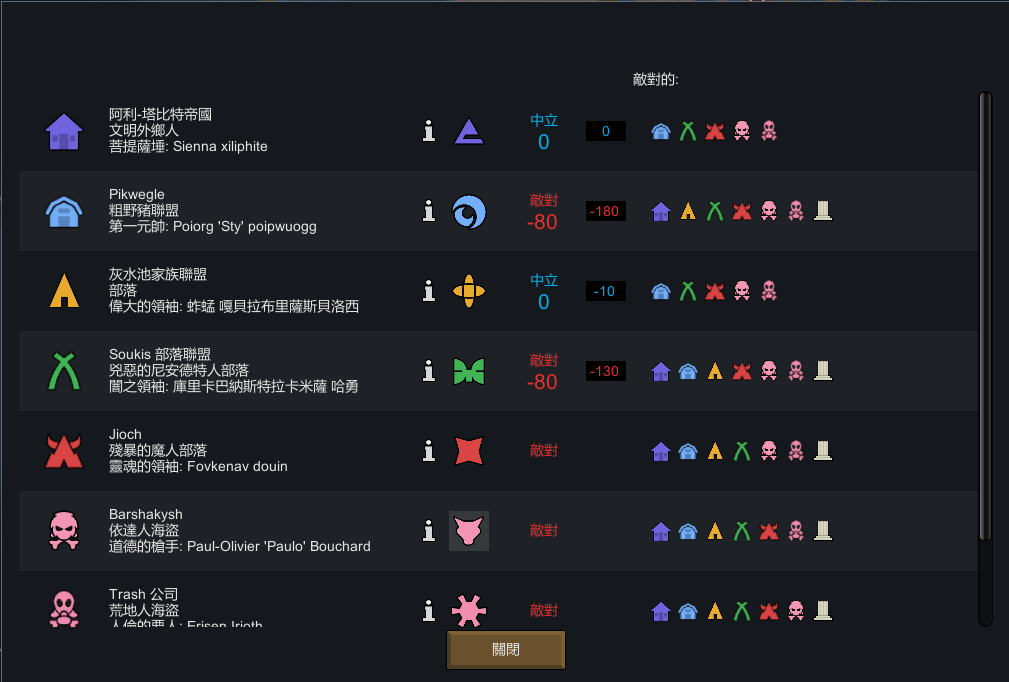 敵對的:
阿利-塔比特帝國
文明外鄉人
菩提薩埵: Sienna xiliphite
中立
0
0
Pikwegle
粗野豬聯盟
第一元帥: Poiorg 'Sty' poipwuogg
敵對
-80
-180
灰水池家族聯盟
部落
偉大的領袖: 蚱蜢 嘎貝拉布里薩斯貝洛西
中立
0
-10
Soukis 部落聯盟
兇惡的尼安德特人部落
闇之領袖: 庫里卡巴納斯特拉卡米薩 哈勇
敵對
-80
-130
Jioch
殘暴的魔人部落
靈魂的領袖: Fovkenav douin
敵對
Barshakysh
依達人海盜
道德的槍手: Paul-Olivier 'Paulo' Bouchard
敵對
Trash 公司
荒地人海盜
人倫的要人: Erisen Irioth
敵對
關閉